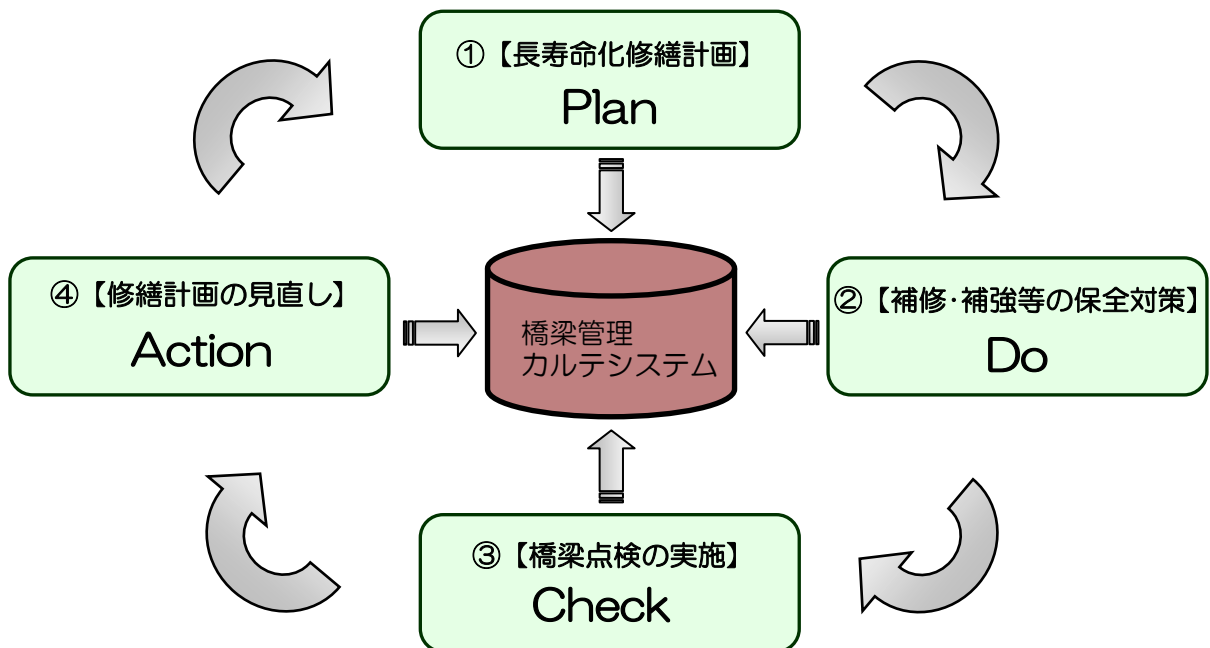 ①【長寿命化修繕計画】
Plan
④【修繕計画の見直し】
Action
橋梁管理
カルテシステム
②【補修・補強等の保全対策】
Do
③【橋梁点検の実施】
Check